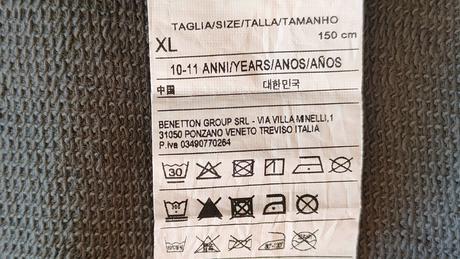 TAGLIA/SIZE/TALLA/TAMANHO
XL 150 cm
10-11 ANNI/YEARS/ANOS/AÑOS
中国 대한민국
BENETTON GROUP SRL - VIA VILLA MINELLI,1
31050 PONZANO VENETO TREVISO ITALIA
P.iva 03490770264
30